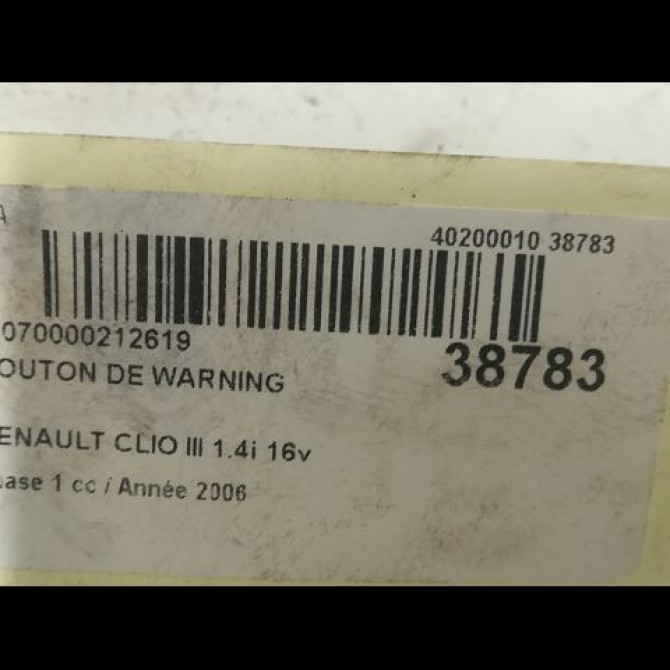 A
40200010 38783
070000212619
38783
OUTON DE WARNING
ENAULT CLIO III 1.4i 16v
ase 1 cc / Année 2006